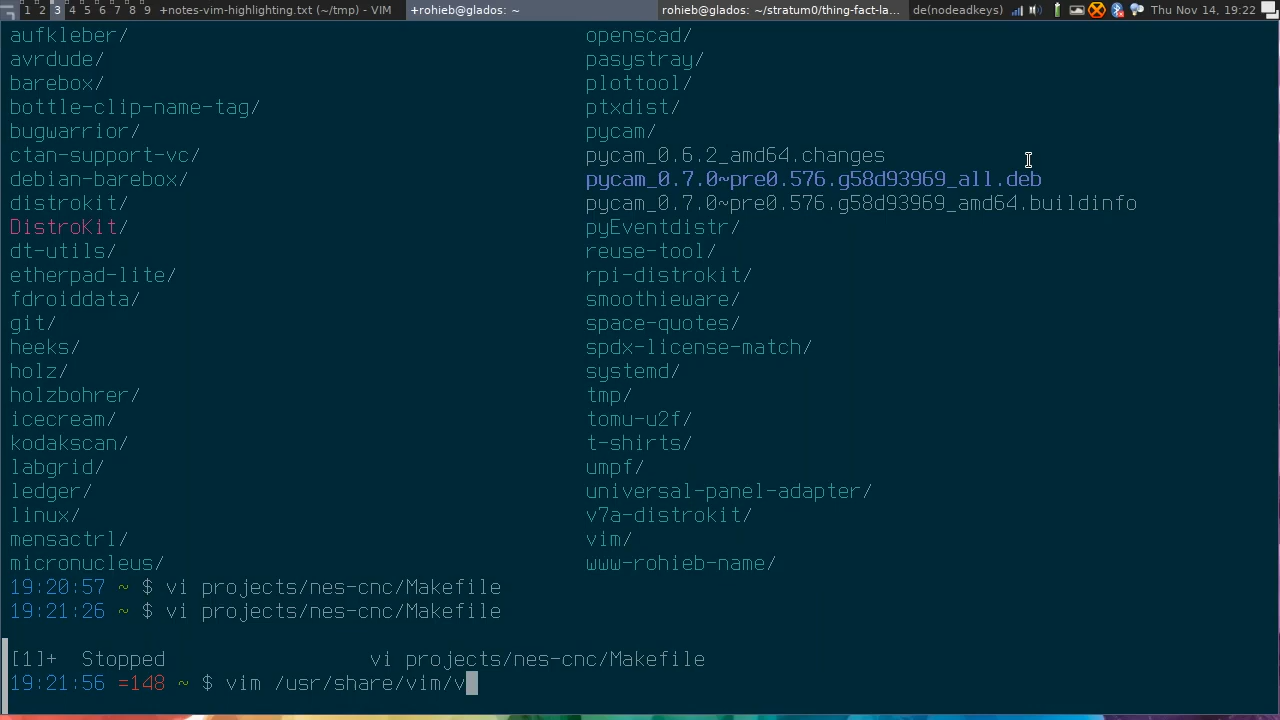 1 2 3 4 5 6 7 8 9 +notes-vim-highlighting.txt (~/tmp) - VIM +rohieb@glados: ~ rohieb@glados: ~/stratum0/thing-fact-la... de(nodeadkeys) Thu Nov 14, 19:22
aufkleber/ openscad/
avrdude/ pasystray/
barebox/ plottool/
bottle-clip-name-tag/ ptxdist/
bugwarrior/ pycam/
ctan-support-vc/ pycam_0.6.2_amd64.changes
debian-barebox/ pycam_0.7.0~pre0.576.g58d93969_all.deb
distrokit/ pycam_0.7.0~pre0.576.g58d93969_amd64.buildinfo
DistroKit/ pyEventdistr/
dt-utils/ reuse-tool/
etherpad-lite/ rpi-distrokit/
fdroiddata/ smoothieware/
git/ space-quotes/
heeks/ spdx-license-match/
holz/ systemd/
holzbohrer/ tmp/
icecream/ tomu-u2f/
kodakscan/ t-shirts/
labgrid/ umpf/
ledger/ universal-panel-adapter/
linux/ v7a-distrokit/
mensactrl/ vim/
micronucleus/ www-rohieb-name/
19:20:57 ~ $ vi projects/nes-cnc/Makefile
19:21:26 ~ $ vi projects/nes-cnc/Makefile
[1]+ Stopped vi projects/nes-cnc/Makefile
19:21:56 =148 ~ $ vim /usr/share/vim/v